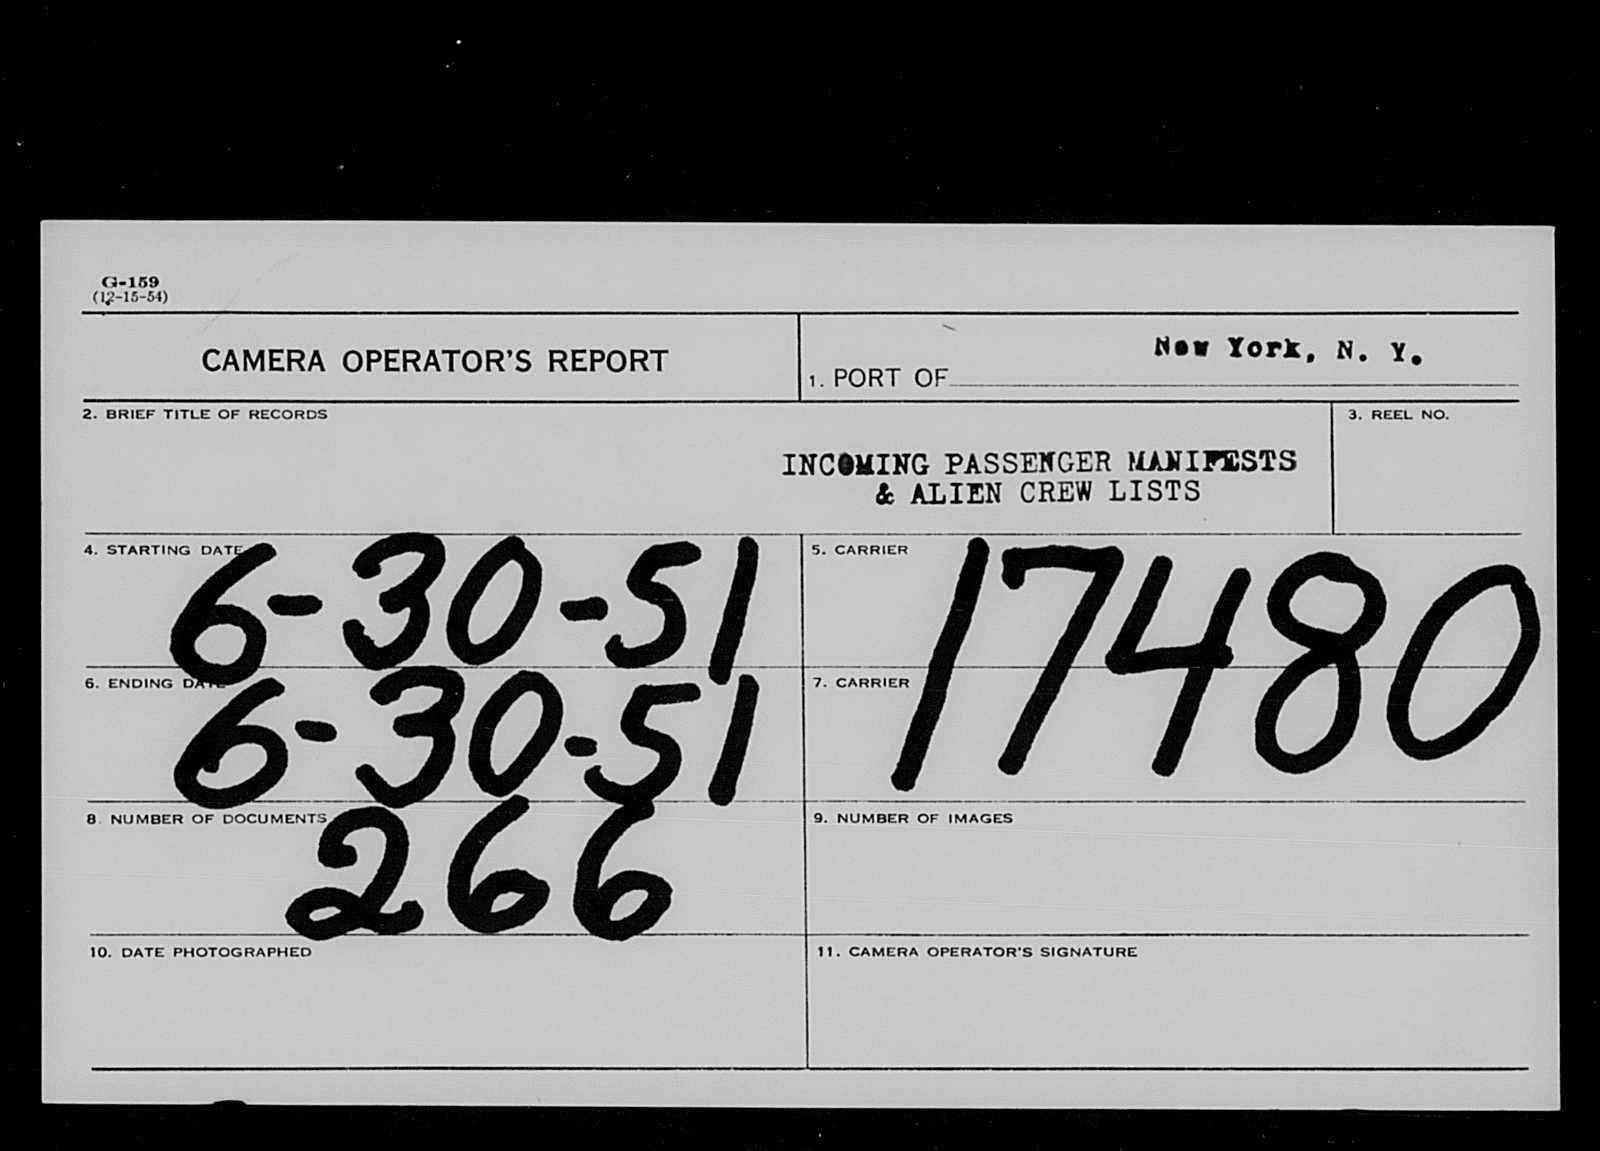 G-159
(12-15-54)
CAMERA OPERATOR'S REPORT
1. PORT OF New York, N. Y.
2. BRIEF TITLE OF RECORDS
INCOMING PASSENGER MANIFESTS
& ALIEN CREW LISTS
3. REEL NO.
4. STARTING DATE
6-30-51
5. CARRIER
17480
6. ENDING DATE
6-30-51
7. CARRIER
8. NUMBER OF DOCUMENTS
266
9. NUMBER OF IMAGES
10. DATE PHOTOGRAPHED
11. CAMERA OPERATOR'S SIGNATURE